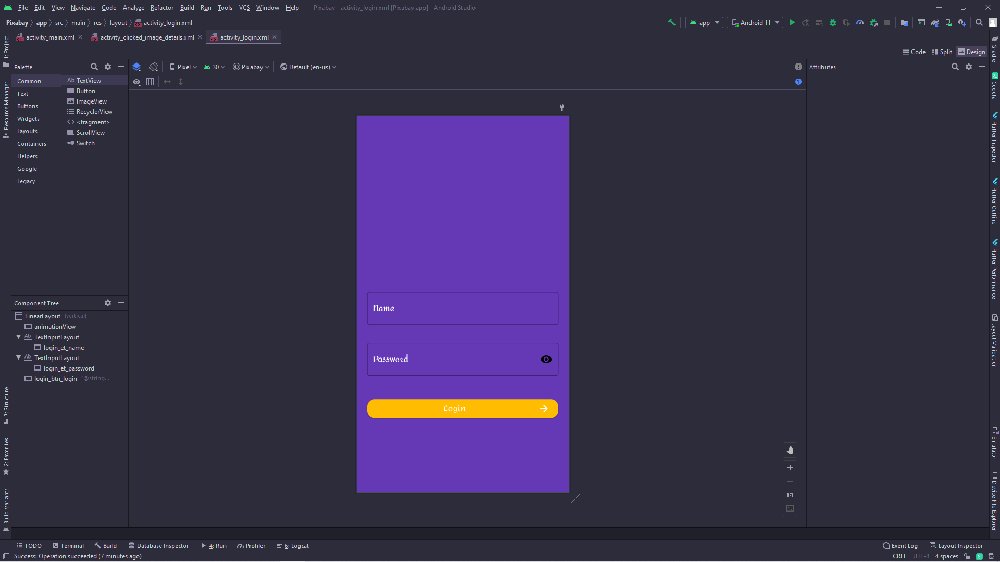 File Edit View Navigate Code Analyze Refactor Build Run Tools VCS Window Help Pixabay - activity_login.xml [Pixabay.app] - Android Studio
Pixabay app src main res layout activity_login.xml app Android 11
activity_main.xml activity_clicked_image_details.xml activity_login.xml
Code Split Design
Palette Pixel 30 Pixabay Default (en-us) Attributes
Common
Text
Buttons
Widgets
Layouts
Containers
Helpers
Google
Legacy
Ab TextView
Button
ImageView
RecyclerView
<fragment>
ScrollView
Switch
Component Tree
LinearLayout (vertical)
animationView
Ab TextInputLayout
login_et_name
Ab TextInputLayout
login_et_password
login_btn_login "@string...
Name
Password
Login
1:1
1: Project
Resource Manager
7: Structure
2: Favorites
Build Variants
Gradle
Codota
Flutter Inspector
Flutter Outline
Flutter Performance
Layout Validation
Emulator
Device File Explorer
TODO Terminal Build Database Inspector 4: Run Profiler 6: Logcat Event Log Layout Inspector
Success: Operation succeeded (7 minutes ago) CRLF UTF-8 4 spaces